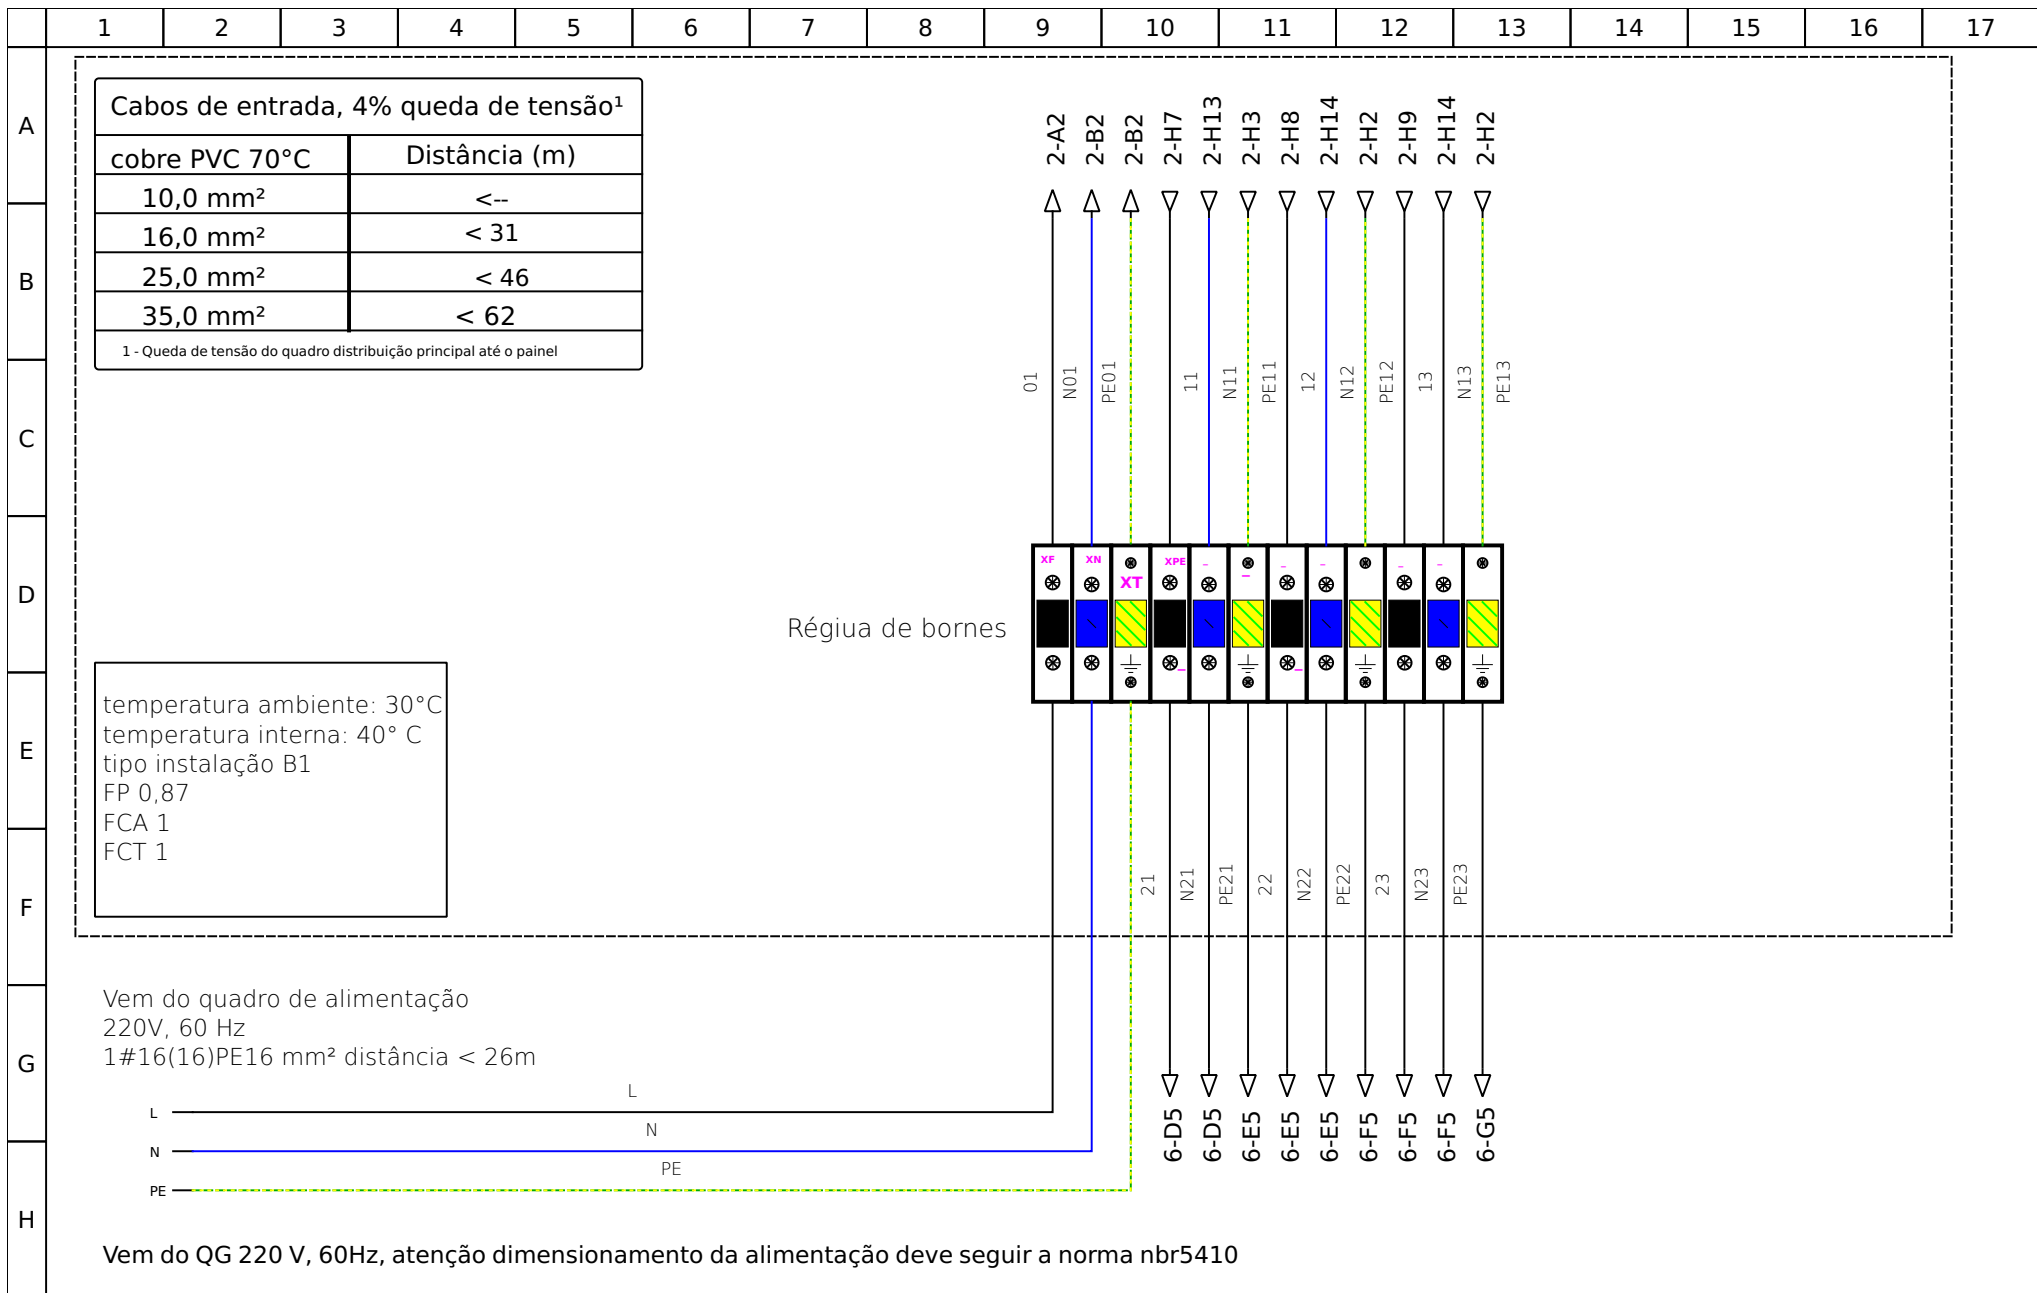 1 2 3 4 5 6 7 8 9 10 11 12 13 14 15 16 17
A
B
C
D
E
F
G
H
Cabos de entrada, 4% queda de tensão¹
cobre PVC 70°C Distância (m)
10,0 mm² <--
16,0 mm² < 31
25,0 mm² < 46
35,0 mm² < 62
1 - Queda de tensão do quadro distribuição principal até o painel
2-A2
2-B2
2-B2
2-H7
2-H13
2-H3
2-H8
2-H14
2-H2
2-H9
2-H14
2-H2
01
N01
PE01
11
N11
PE11
12
N12
PE12
13
N13
PE13
XF XN XT XPE
Régiua de bornes
temperatura ambiente: 30°C
temperatura interna: 40° C
tipo instalação B1
FP 0,87
FCA 1
FCT 1
21
N21
PE21
22
N22
PE22
23
N23
PE23
Vem do quadro de alimentação
220V, 60 Hz
1#16(16)PE16 mm² distância < 26m
L L
N N
PE PE
6-D5
6-D5
6-E5
6-E5
6-E5
6-F5
6-F5
6-F5
6-G5
Vem do QG 220 V, 60Hz, atenção dimensionamento da alimentação deve seguir a norma nbr5410